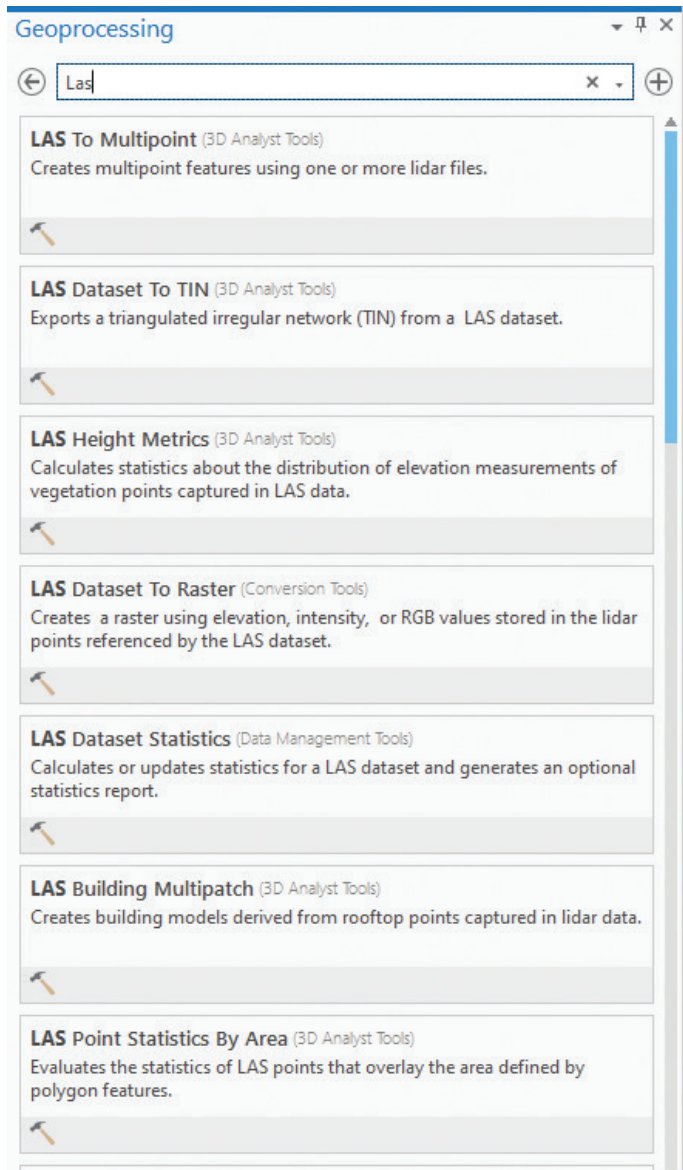 Geoprocessing
Las
LAS To Multipoint (3D Analyst Tools)
Creates multipoint features using one or more lidar files.
LAS Dataset To TIN (3D Analyst Tools)
Exports a triangulated irregular network (TIN) from a LAS dataset.
LAS Height Metrics (3D Analyst Tools)
Calculates statistics about the distribution of elevation measurements of
vegetation points captured in LAS data.
LAS Dataset To Raster (Conversion Tools)
Creates a raster using elevation, intensity, or RGB values stored in the lidar
points referenced by the LAS dataset.
LAS Dataset Statistics (Data Management Tools)
Calculates or updates statistics for a LAS dataset and generates an optional
statistics report.
LAS Building Multipatch (3D Analyst Tools)
Creates building models derived from rooftop points captured in lidar data.
LAS Point Statistics By Area (3D Analyst Tools)
Evaluates the statistics of LAS points that overlay the area defined by
polygon features.